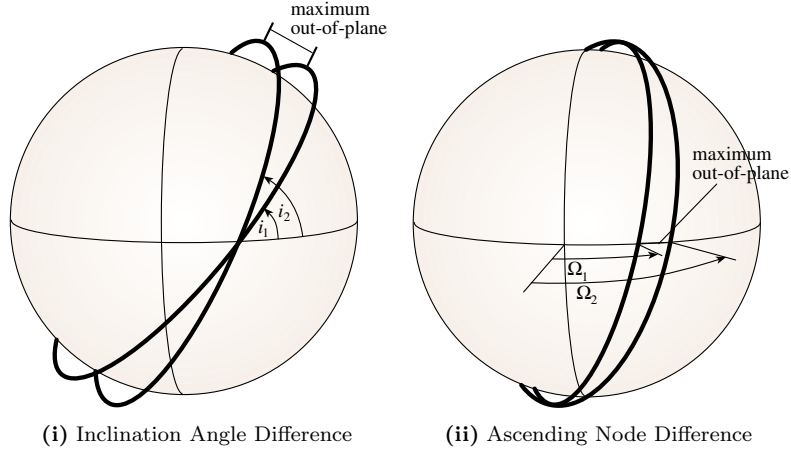 maximum
out-of-plane
i₂
i₁
(i) Inclination Angle Difference
maximum
out-of-plane
Ω₁
Ω₂
(ii) Ascending Node Difference